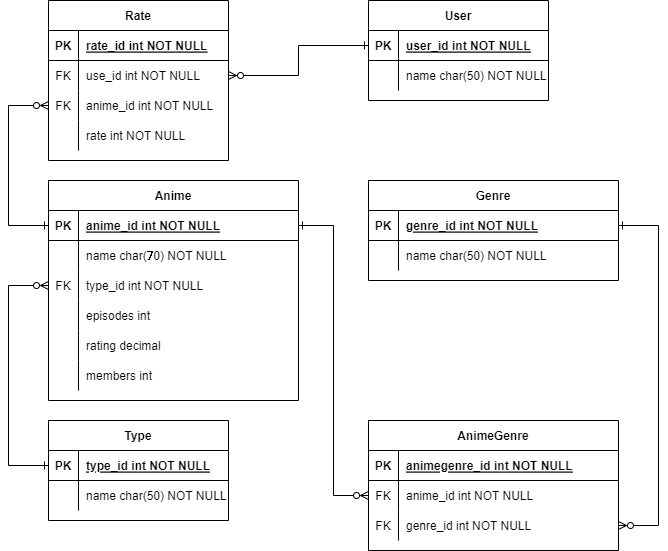 Rate
PK rate_id int NOT NULL
FK use_id int NOT NULL
FK anime_id int NOT NULL
rate int NOT NULL
User
PK user_id int NOT NULL
name char(50) NOT NULL
Anime
PK anime_id int NOT NULL
name char(70) NOT NULL
FK type_id int NOT NULL
episodes int
rating decimal
members int
Genre
PK genre_id int NOT NULL
name char(50) NOT NULL
Type
PK type_id int NOT NULL
name char(50) NOT NULL
AnimeGenre
PK animegenre_id int NOT NULL
FK anime_id int NOT NULL
FK genre_id int NOT NULL